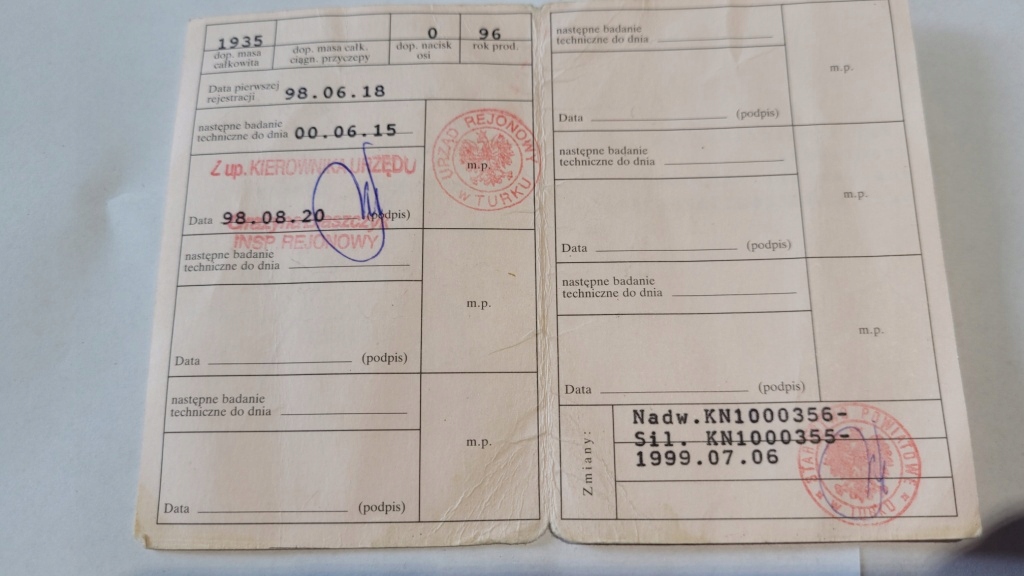 1935
dop. masa
całkowita
dop. masa całk.
ciągn. przyczepy
0
dop. nacisk
osi
96
rok prod.
Data pierwszej
rejestracji 98.06.18
następne badanie
techniczne do dnia 00.06.15
Z up. KIEROWNIKA URZĘDU
m.p.
URZĄD REJONOWY
w TURKU
Data 98.08.20 (podpis)
INSP. REJONOWY
następne badanie
techniczne do dnia
m.p.
Data (podpis)
następne badanie
techniczne do dnia
m.p.
Data (podpis)
następne badanie
techniczne do dnia
m.p.
Data (podpis)
następne badanie
techniczne do dnia
m.p.
Data (podpis)
następne badanie
techniczne do dnia
m.p.
Data (podpis)
Zmiany:
Nadw.KN1000356-
Sil. KN1000355-
1999.07.06